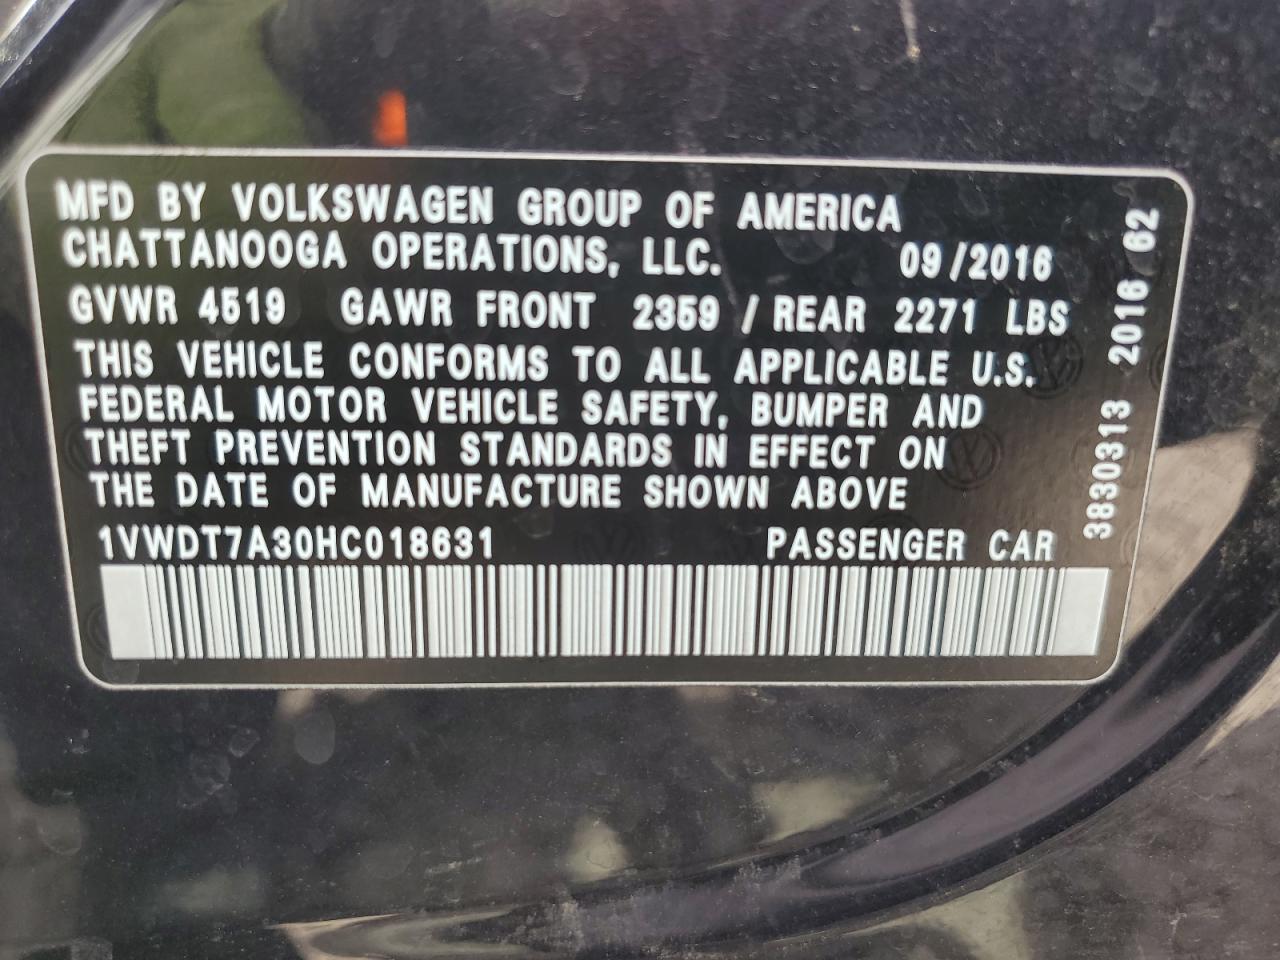 MFD BY VOLKSWAGEN GROUP OF AMERICA
CHATTANOOGA OPERATIONS, LLC. 09/2016
GVWR 4519 GAWR FRONT 2359 / REAR 2271 LBS
THIS VEHICLE CONFORMS TO ALL APPLICABLE U.S.
FEDERAL MOTOR VEHICLE SAFETY, BUMPER AND
THEFT PREVENTION STANDARDS IN EFFECT ON
THE DATE OF MANUFACTURE SHOWN ABOVE
1VWDT7A30HC018631 PASSENGER CAR
3830313 2016 62